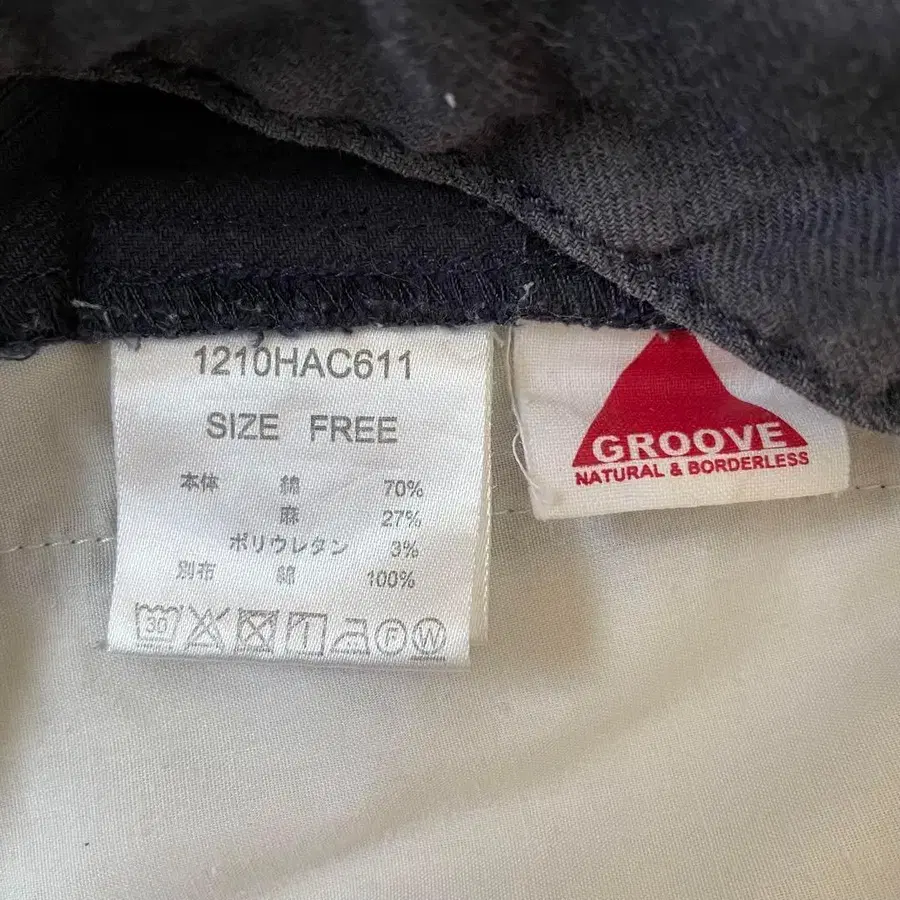 1210HAC611
SIZE FREE
本体 綿 70%
麻 27%
ポリウレタン 3%
別布 綿 100%
30
F W
GROOVE
NATURAL & BORDERLESS